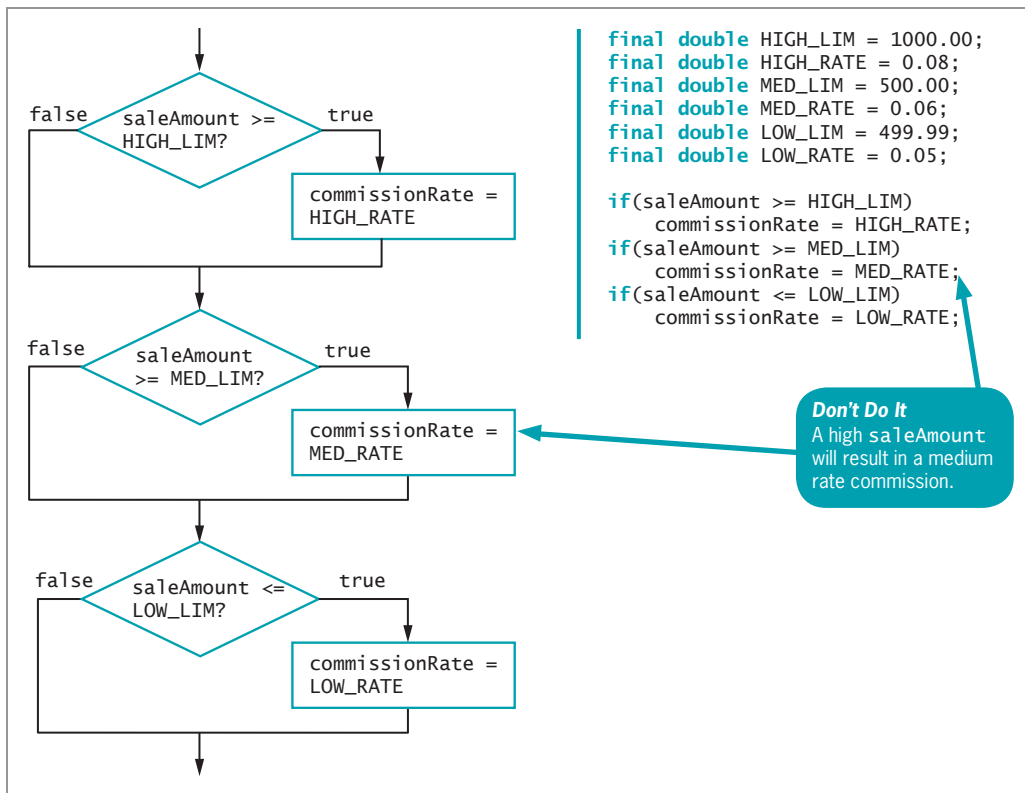 false
saleAmount >=
HIGH_LIM?
true
commissionRate =
HIGH_RATE
false
saleAmount
>= MED_LIM?
true
commissionRate =
MED_RATE
false
saleAmount <=
LOW_LIM?
true
commissionRate =
LOW_RATE
final double HIGH_LIM = 1000.00;
final double HIGH_RATE = 0.08;
final double MED_LIM = 500.00;
final double MED_RATE = 0.06;
final double LOW_LIM = 499.99;
final double LOW_RATE = 0.05;
if(saleAmount >= HIGH_LIM)
    commissionRate = HIGH_RATE;
if(saleAmount >= MED_LIM)
    commissionRate = MED_RATE;
if(saleAmount <= LOW_LIM)
    commissionRate = LOW_RATE;
Don't Do It
A high saleAmount
will result in a medium
rate commission.